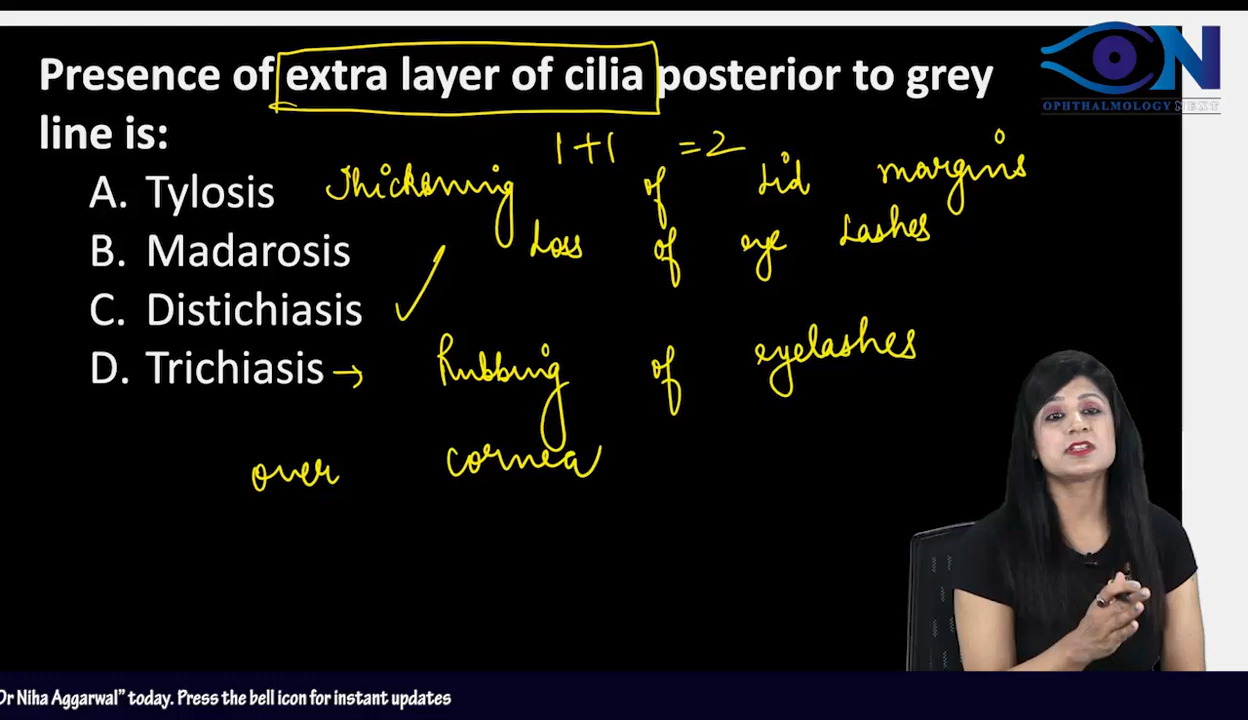 Presence of extra layer of cilia posterior to grey
line is:
1+1 =2
A. Tylosis Thickening of Lid margins
B. Madarosis Loss of eye Lashes
C. Distichiasis ✓
D. Trichiasis → Rubbing of eyelashes
over cornea
ON
OPHTHALMOLOGY NEXT
Dr Niha Aggarwal” today. Press the bell icon for instant updates